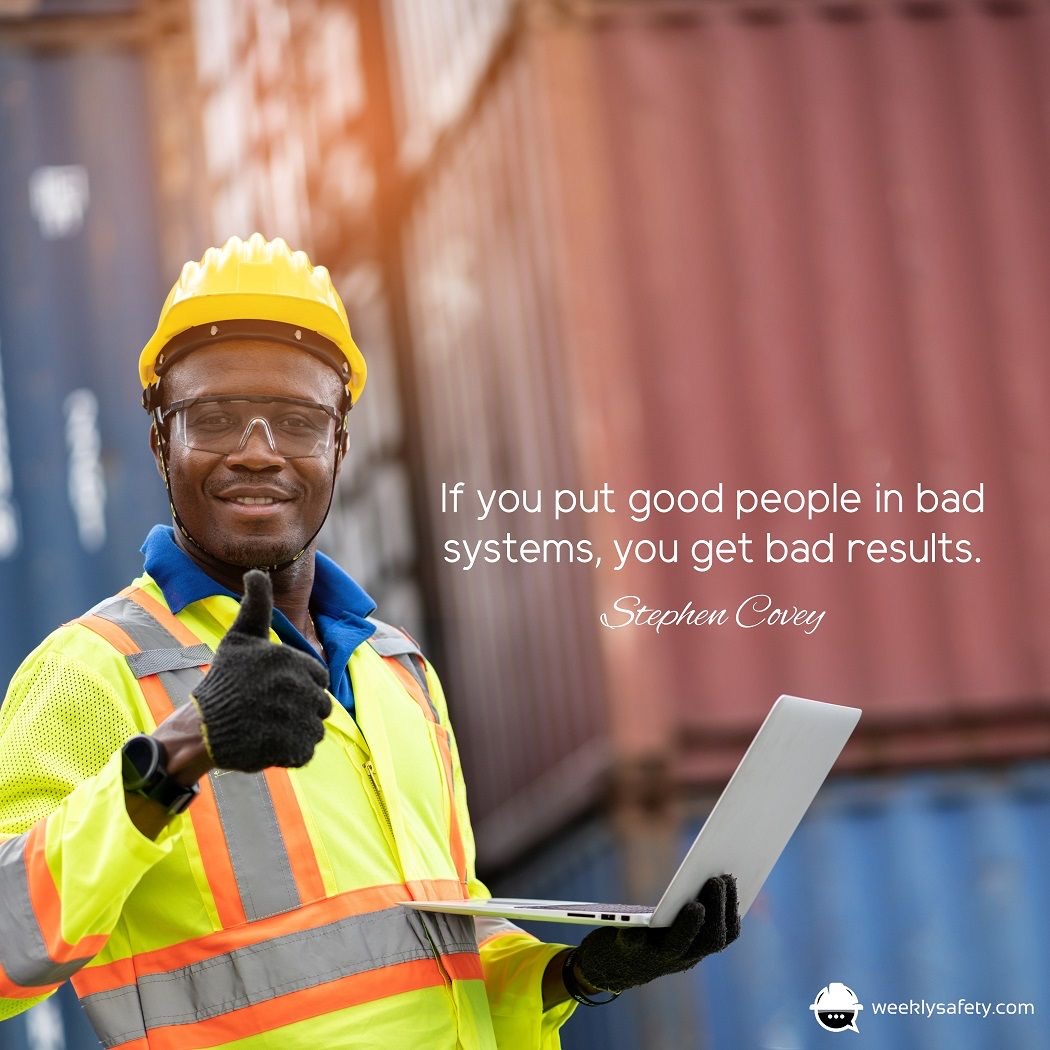 If you put good people in bad
systems, you get bad results.
Stephen Covey
weeklysafety.com